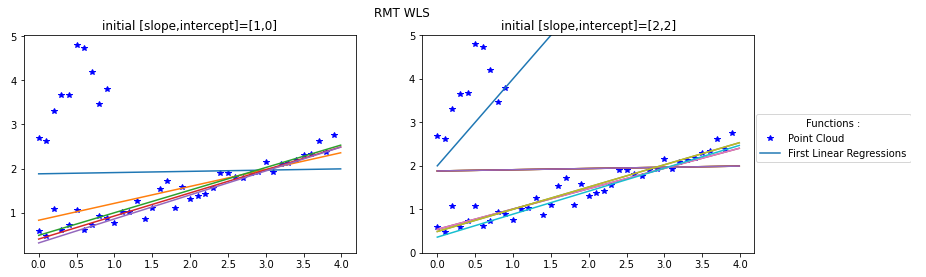 RMT WLS
initial [slope,intercept]=[1,0]
initial [slope,intercept]=[2,2]
5
4
3
2
1
0.0 0.5 1.0 1.5 2.0 2.5 3.0 3.5 4.0
5
4
3
2
1
0
0.0 0.5 1.0 1.5 2.0 2.5 3.0 3.5 4.0
Functions :
Point Cloud
First Linear Regressions